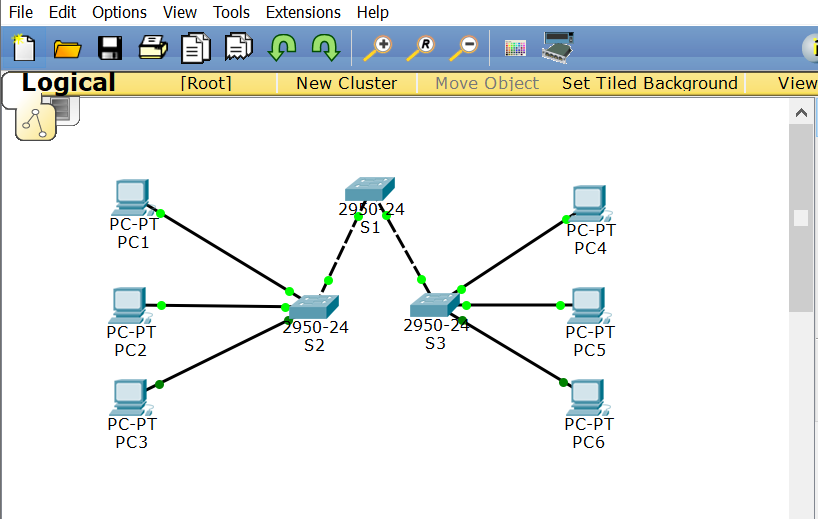 File Edit Options View Tools Extensions Help
R
i
Logical [Root] New Cluster Move Object Set Tiled Background View
2950-24
S1
PC-PT
PC1
PC-PT
PC4
2950-24
S2
2950-24
S3
PC-PT
PC2
PC-PT
PC5
PC-PT
PC3
PC-PT
PC6